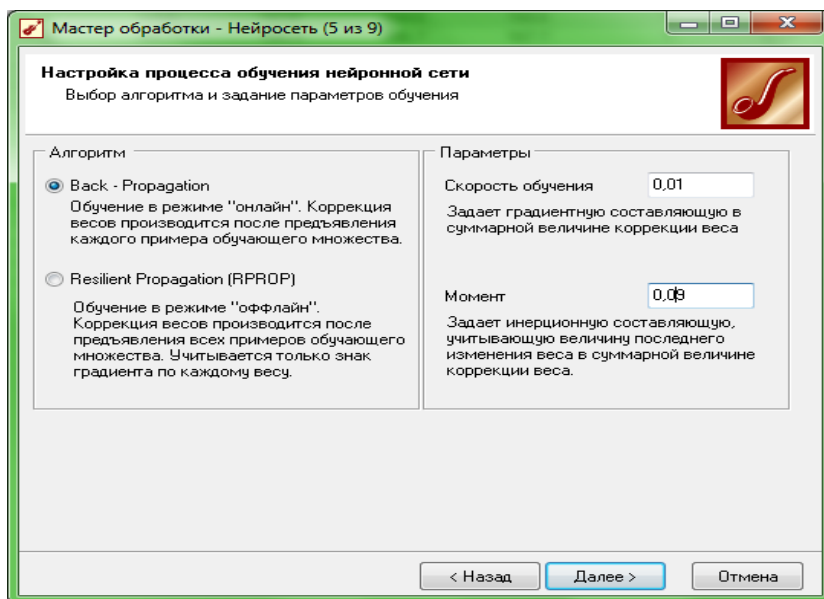 Мастер обработки - Нейросеть (5 из 9)
Настройка процесса обучения нейронной сети
Выбор алгоритма и задание параметров обучения
Алгоритм
Back - Propagation
Обучение в режиме "онлайн". Коррекция
весов производится после предъявления
каждого примера обучающего множества.
Resilient Propagation (RPROP)
Обучение в режиме "оффлайн".
Коррекция весов производится после
предъявления всех примеров обучающего
множества. Учитывается только знак
градиента по каждому весу.
Параметры
Скорость обучения 0,01
Задает градиентную составляющую в
суммарной величине коррекции веса
Момент 0,09
Задает инерционную составляющую,
учитывающую величину последнего
изменения веса в суммарной величине
коррекции веса.
< Назад Далее > Отмена